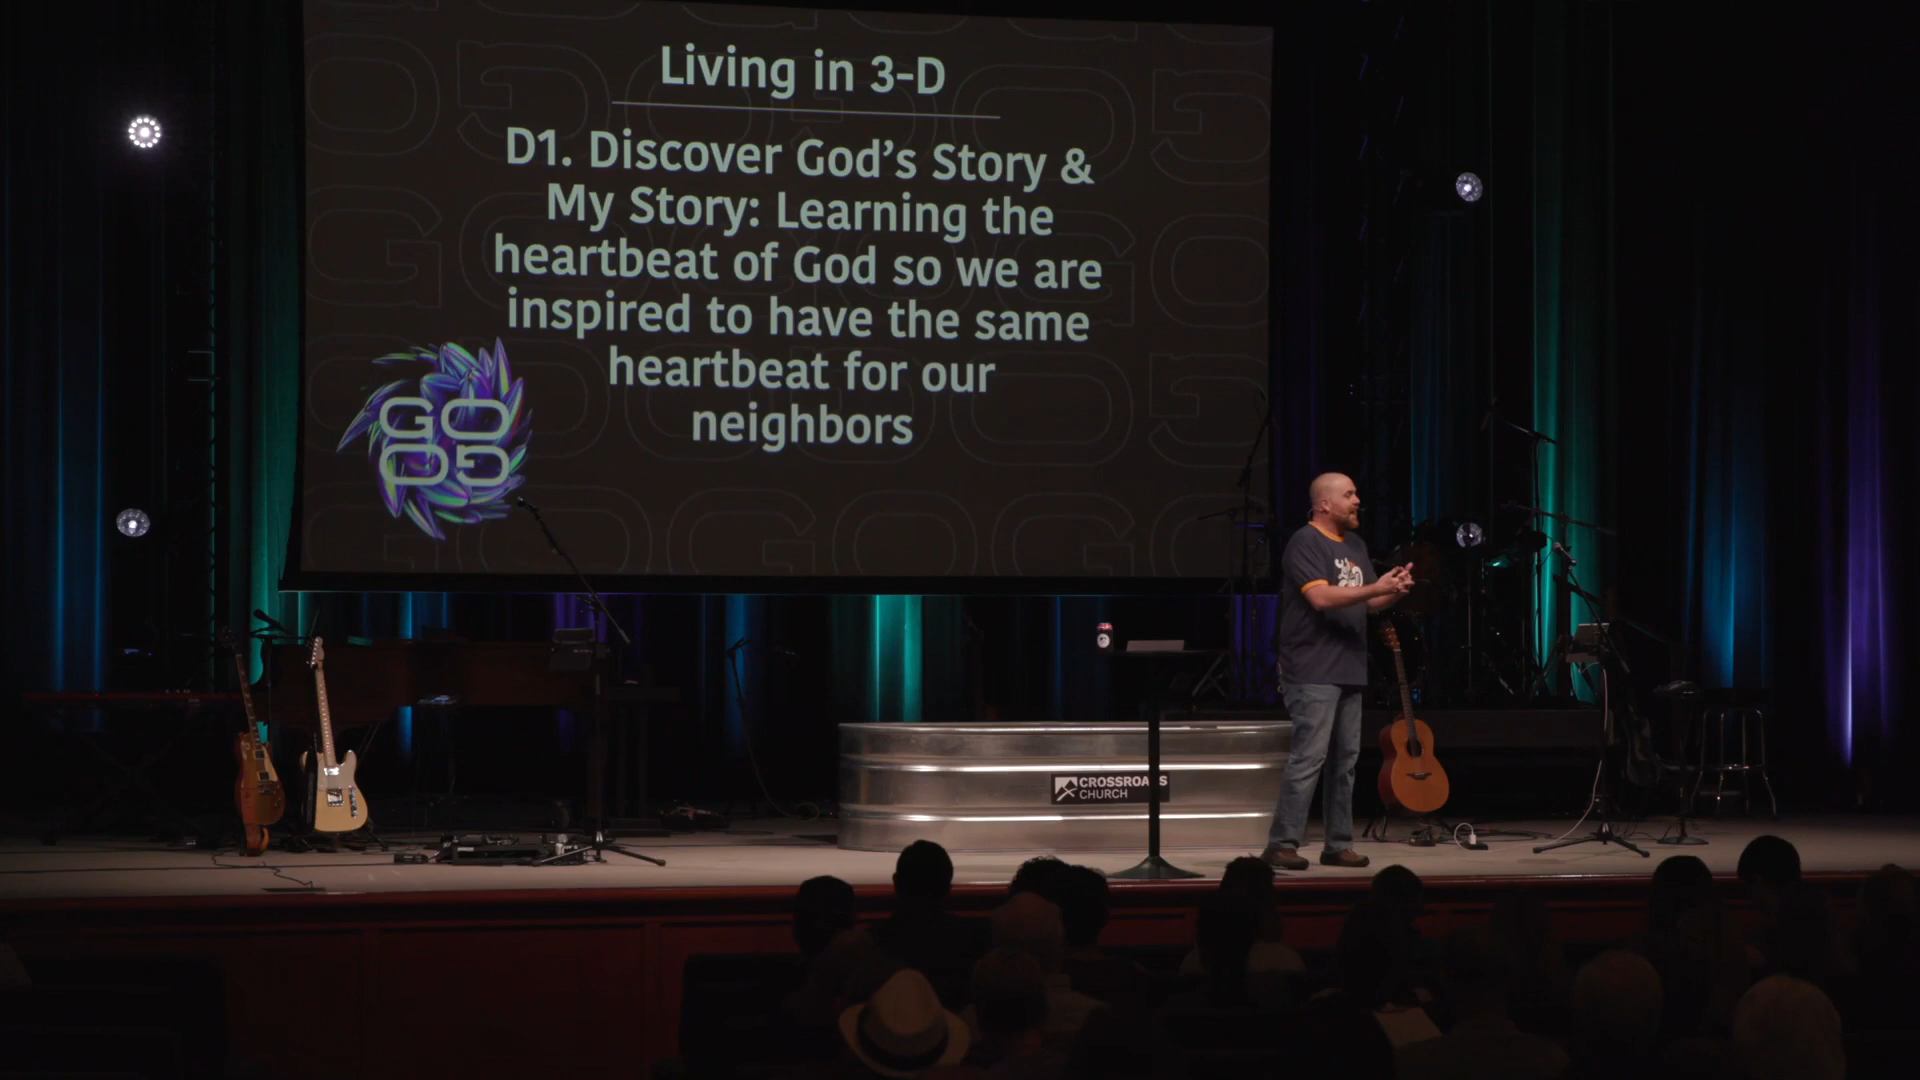 Living in 3-D
D1. Discover God's Story &
My Story: Learning the
heartbeat of God so we are
inspired to have the same
heartbeat for our
neighbors
GO
GO
CROSSROADS
CHURCH